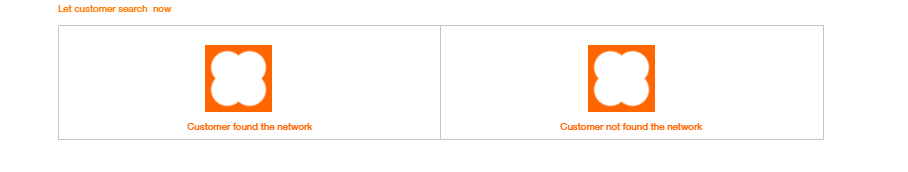 Let customer search  now
Customer found the network
Customer not found the network